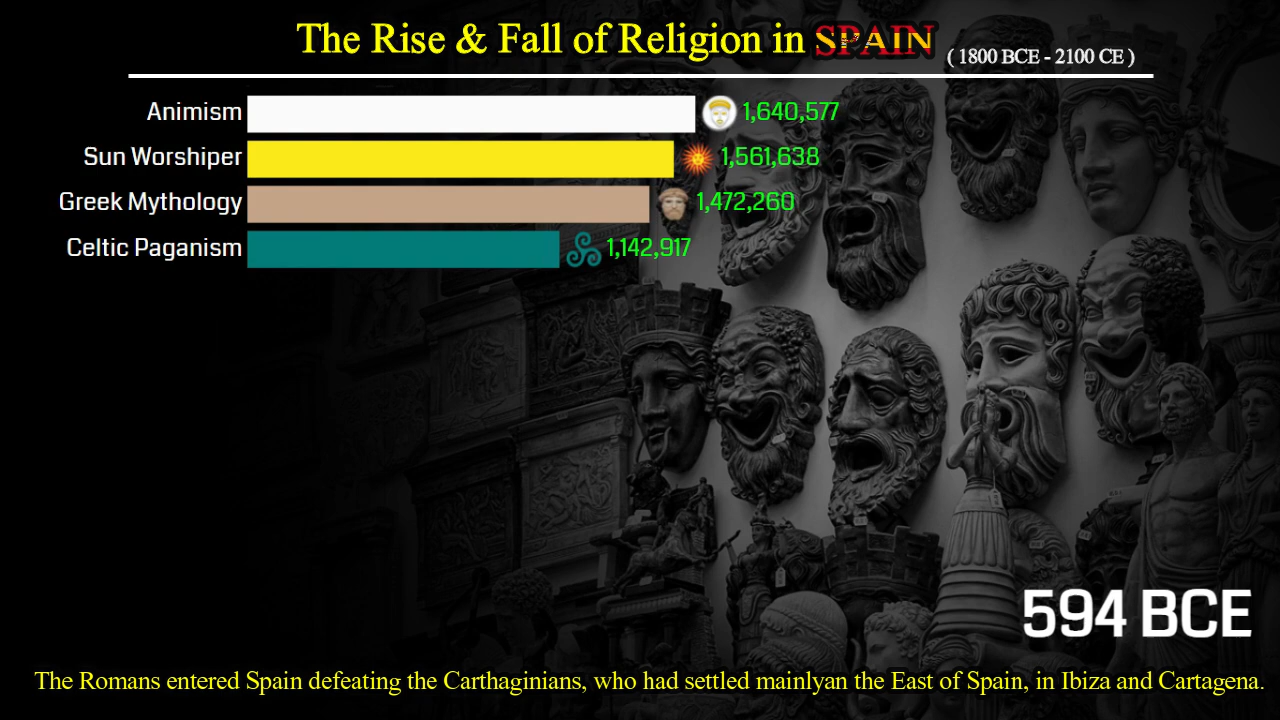 The Rise & Fall of Religion in SPAIN ( 1800 BCE - 2100 CE )
Animism 1,640,577
Sun Worshiper 1,561,638
Greek Mythology 1,472,260
Celtic Paganism 1,142,917
594 BCE
The Romans entered Spain defeating the Carthaginians, who had settled mainlyan the East of Spain, in Ibiza and Cartagena.